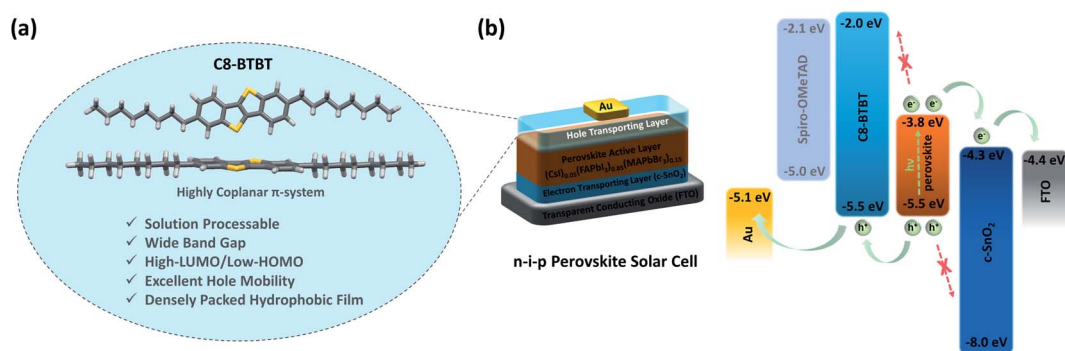 (a)
C8-BTBT
Highly Coplanar π-system
✓ Solution Processable
✓ Wide Band Gap
✓ High-LUMO/Low-HOMO
✓ Excellent Hole Mobility
✓ Densely Packed Hydrophobic Film
(b)
Au
Hole Transporting Layer
Perovskite Active Layer
(CsI)₀.₀₅(FAPbI₃)₀.₈₅(MAPbBr₃)₀.₁₅
Electron Transporting Layer (c-SnO₂)
Transparent Conducting Oxide (FTO)
n-i-p Perovskite Solar Cell
-5.1 eV
Au
-2.1 eV
Spiro-OMeTAD
-5.0 eV
-2.0 eV
C8-BTBT
-5.5 eV
h⁺
e⁻ e⁻
-3.8 eV
hν
perovskite
-5.5 eV
h⁺ h⁺
e⁻
-4.3 eV
c-SnO₂
-8.0 eV
-4.4 eV
FTO